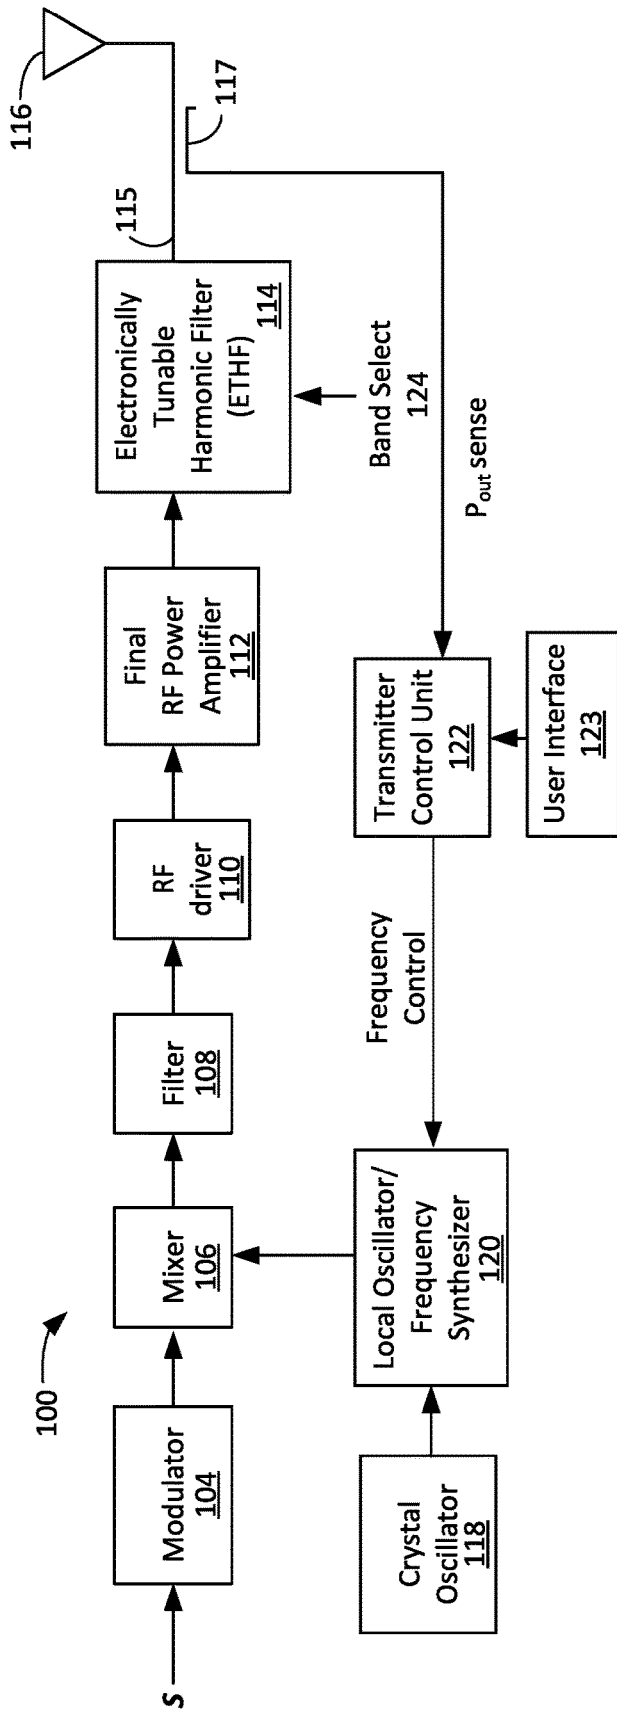 100
S
Modulator
104
Mixer
106
Filter
108
RF
driver
110
Final
RF Power
Amplifier
112
Electronically
Tunable
Harmonic Filter
(ETHF)
114
115
116
117
Band Select
124
Pout sense
Crystal
Oscillator
118
Local Oscillator/
Frequency
Synthesizer
120
Frequency
Control
Transmitter
Control Unit
122
User Interface
123